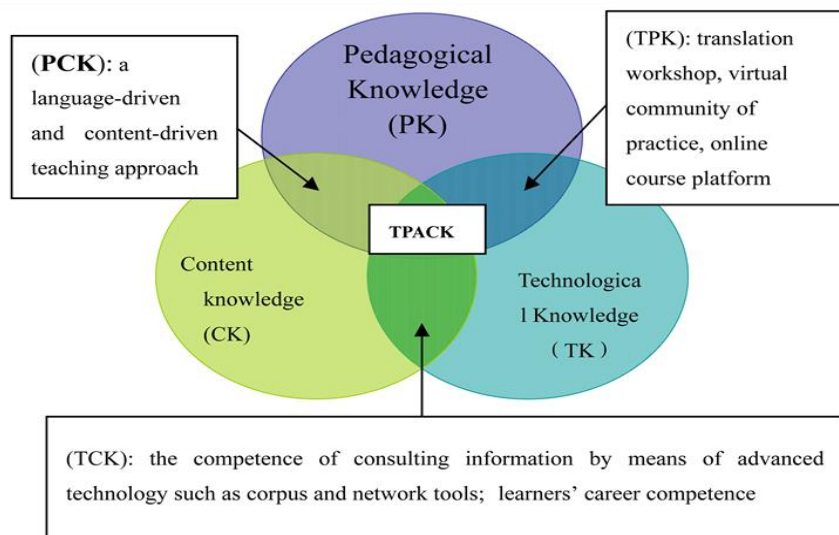 Pedagogical
Knowledge
(PK)
(PCK): a
language-driven
and content-driven
teaching approach
(TPK): translation
workshop, virtual
community of
practice, online
course platform
TPACK
Content
knowledge
(CK)
Technologica
l Knowledge
（TK）
(TCK): the competence of consulting information by means of advanced
technology such as corpus and network tools; learners’ career competence